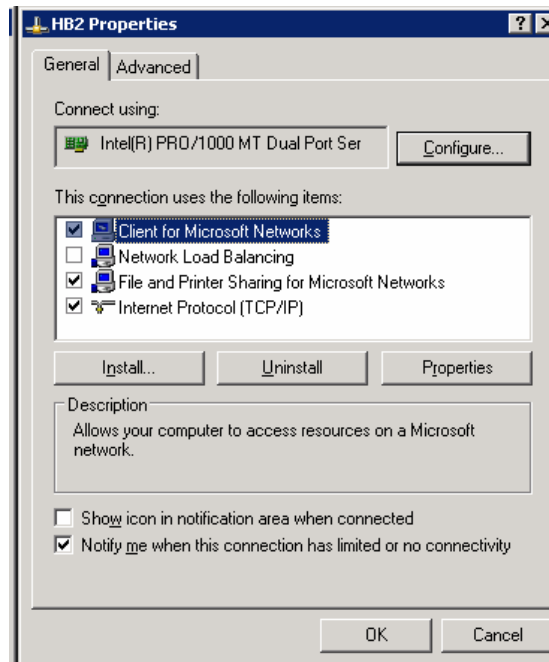 HB2 Properties
General
Advanced
Connect using:
Intel(R) PRO/1000 MT Dual Port Ser
Configure...
This connection uses the following items:
Client for Microsoft Networks
Network Load Balancing
File and Printer Sharing for Microsoft Networks
Internet Protocol (TCP/IP)
Install...
Uninstall
Properties
Description
Allows your computer to access resources on a Microsoft
network.
Show icon in notification area when connected
Notify me when this connection has limited or no connectivity
OK
Cancel